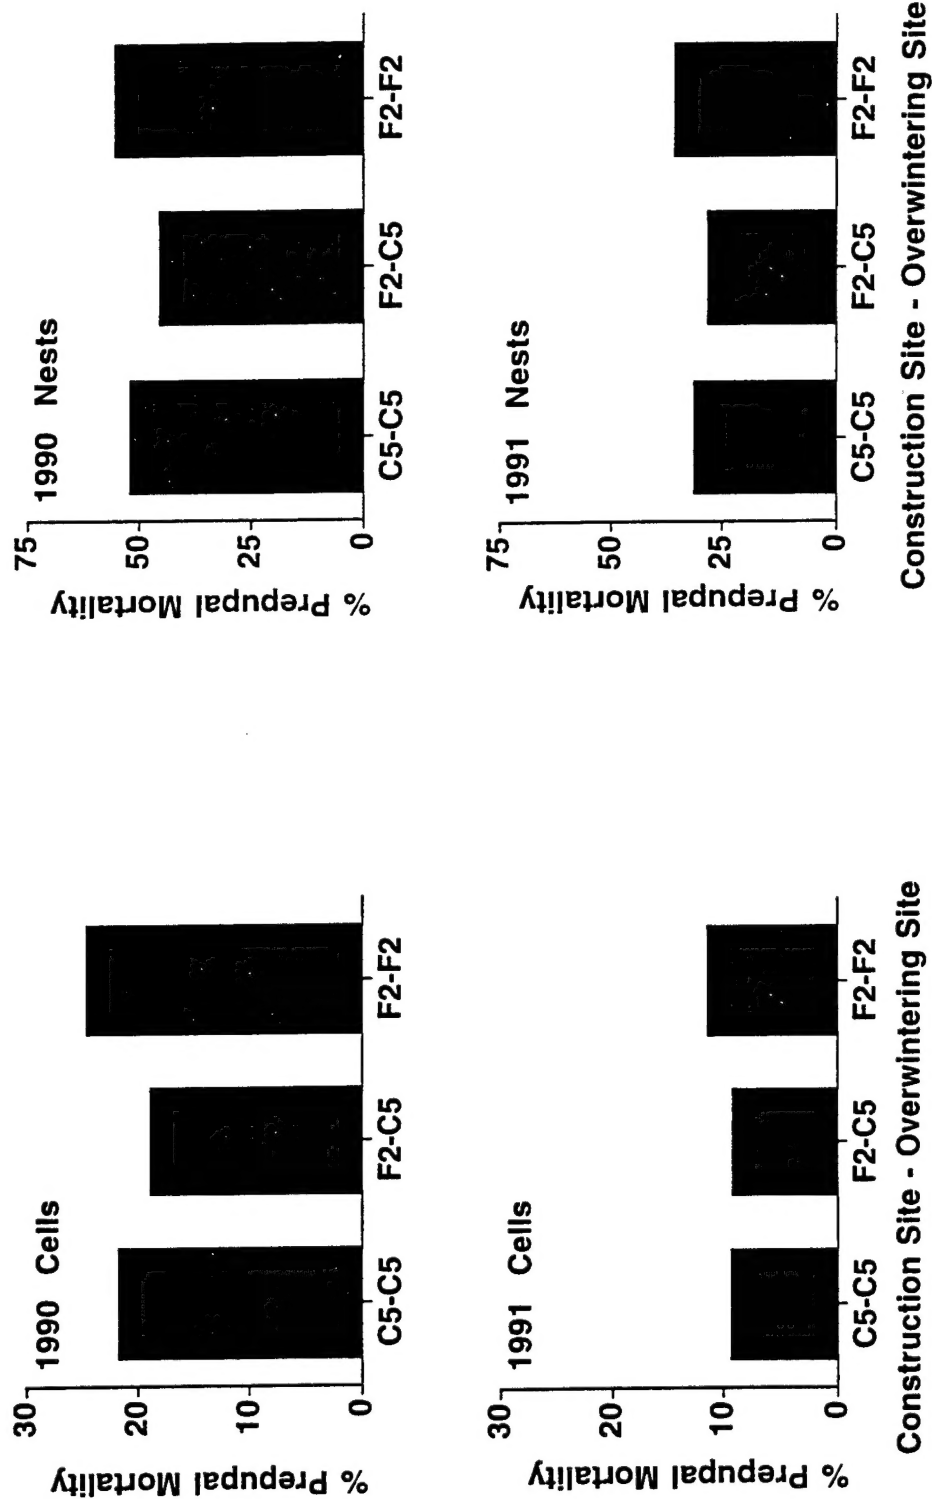 1990 Cells
% Prepupal Mortality
30
20
10
0
C5-C5 F2-C5 F2-F2
1990 Nests
% Prepupal Mortality
75
50
25
0
C5-C5 F2-C5 F2-F2
1991 Cells
% Prepupal Mortality
30
20
10
0
C5-C5 F2-C5 F2-F2
Construction Site - Overwintering Site
1991 Nests
% Prepupal Mortality
75
50
25
0
C5-C5 F2-C5 F2-F2
Construction Site - Overwintering Site